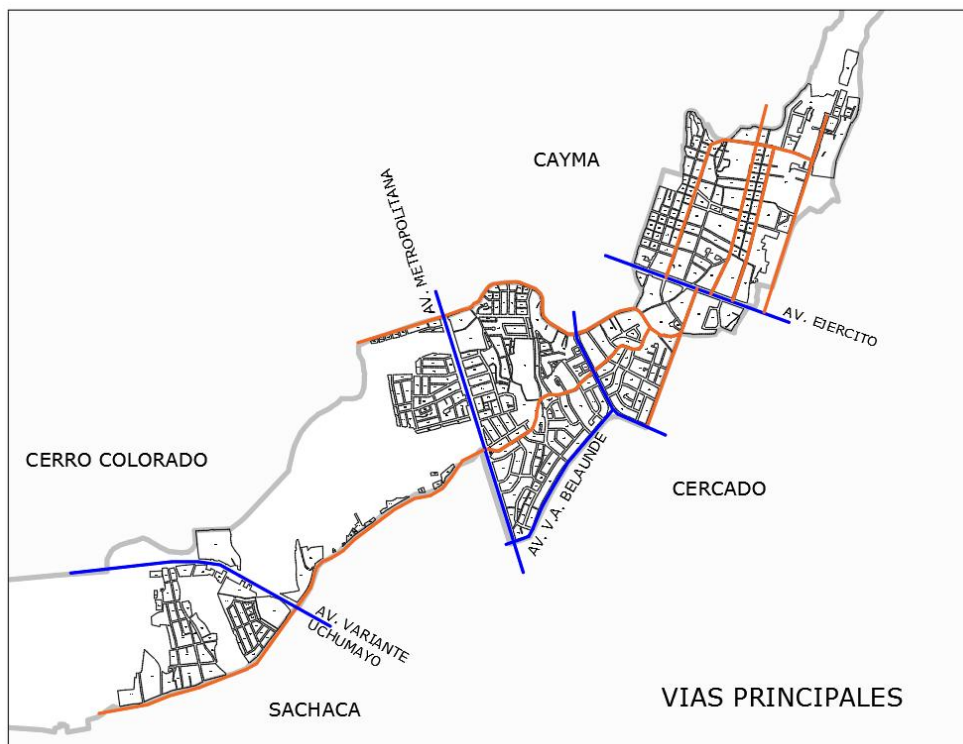 CAYMA
AV. METROPOLITANA
AV. EJERCITO
CERRO COLORADO
CERCADO
AV. V.A. BELAUNDE
AV. VARIANTE
UCHUMAYO
SACHACA
VIAS PRINCIPALES